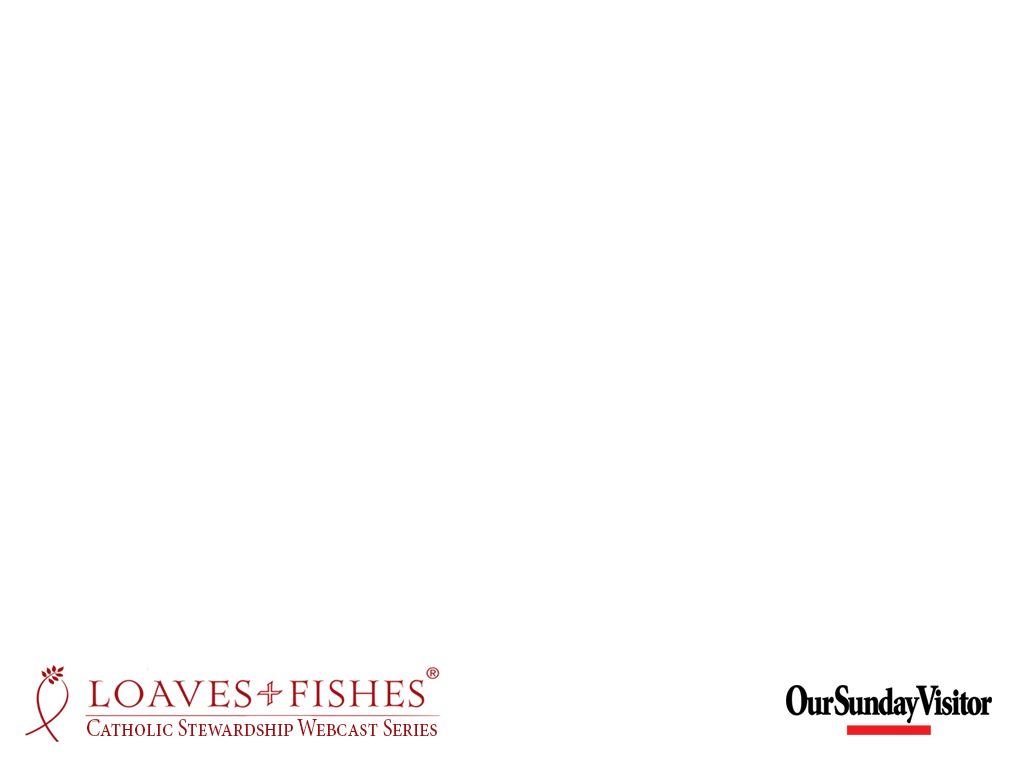 LOAVES + FISHES®
CATHOLIC STEWARDSHIP WEBCAST SERIES
OurSundayVisitor